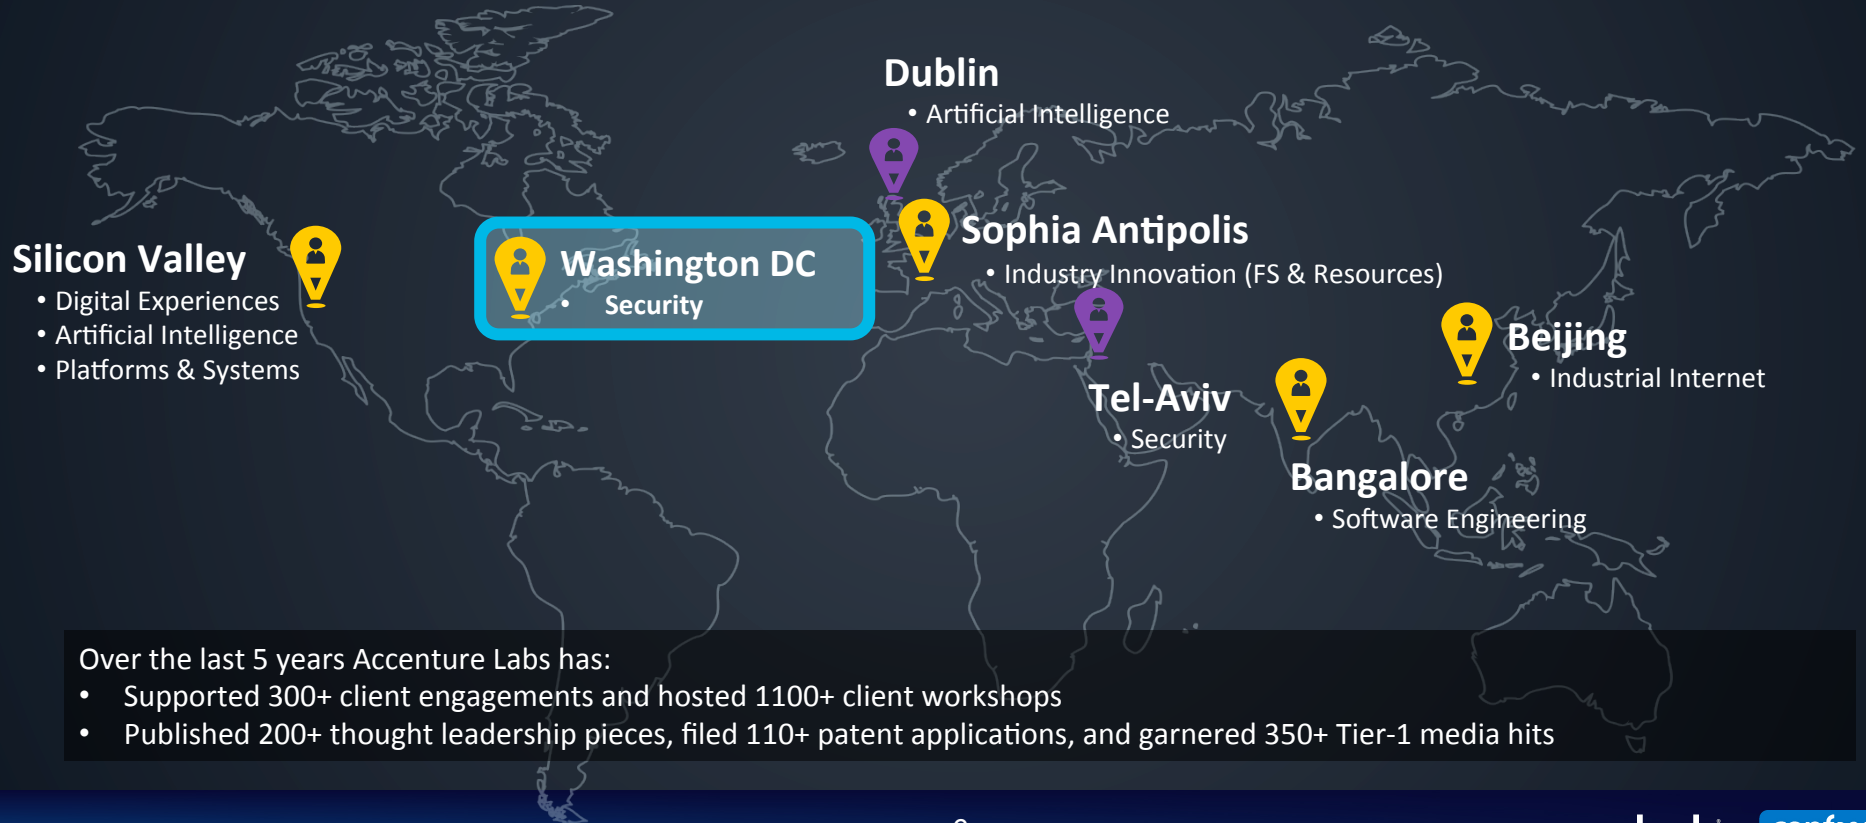 Dublin
• Artificial Intelligence
Sophia Antipolis
• Industry Innovation (FS & Resources)
Silicon Valley
• Digital Experiences
• Artificial Intelligence
• Platforms & Systems
Washington DC
• Security
Beijing
• Industrial Internet
Tel-Aviv
• Security
Bangalore
• Software Engineering
Over the last 5 years Accenture Labs has:
• Supported 300+ client engagements and hosted 1100+ client workshops
• Published 200+ thought leadership pieces, filed 110+ patent applications, and garnered 350+ Tier-1 media hits